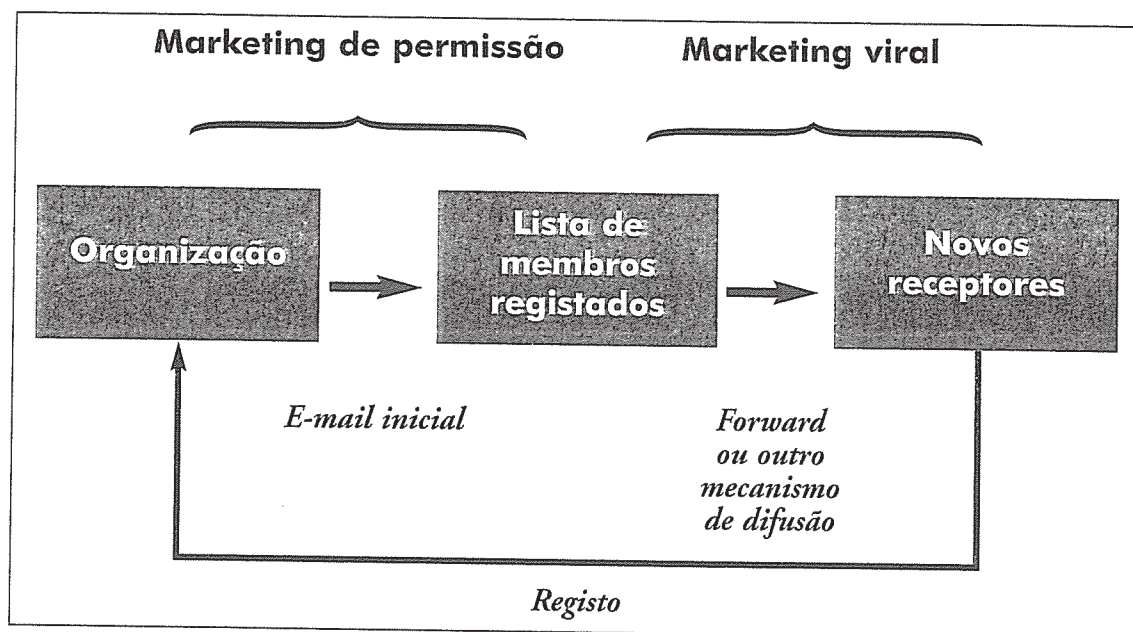 Marketing de permissão
Marketing viral
Organização
Lista de
membros
registados
Novos
receptores
E-mail inicial
Forward
ou outro
mecanismo
de difusão
Registo